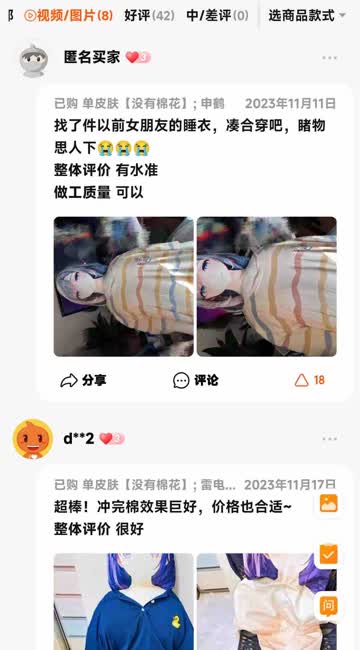 视频/图片(8) 好评(42) 中/差评(0) 选商品款式
匿名买家 3
已购 单皮肤【没有棉花】; 申鹤 2023年11月11日
找了件以前女朋友的睡衣，凑合穿吧，睹物
思人下😭😭😭
整体评价 有水准
做工质量 可以
分享 评论 18
d**2 3
已购 单皮肤【没有棉花】; 雷电... 2023年11月17日
超棒！冲完棉效果巨好，价格也合适~
整体评价 很好
问